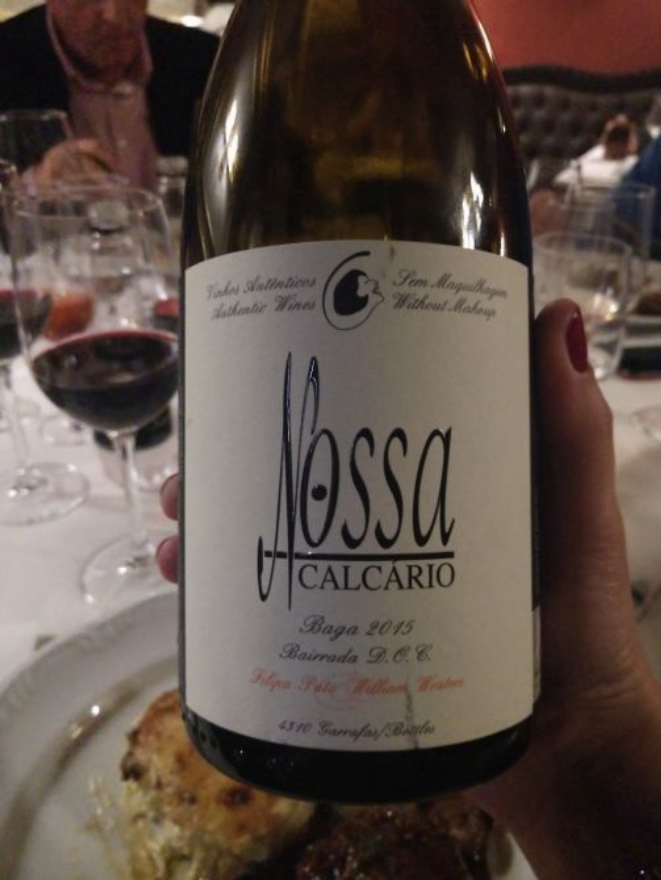 Vinhos Autênticos
Authentic Wines
Sem Maquilhagem
Without Makeup
Nossa
CALCÁRIO
Baga 2015
Bairrada D.O.C.
Filipa Pato William Wouters
4310 Garrafas/Bottles